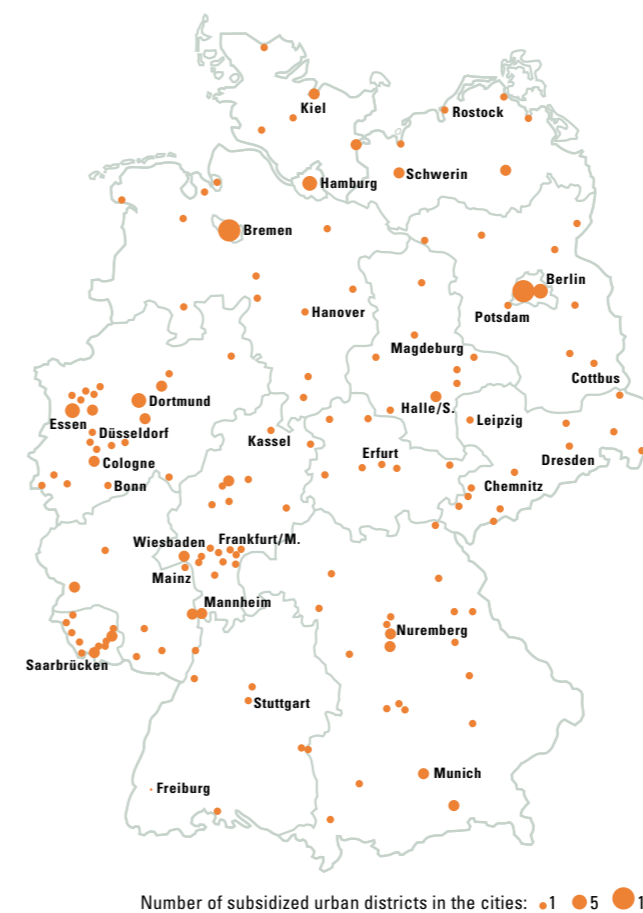 Kiel
Rostock
Schwerin
Hamburg
Bremen
Berlin
Potsdam
Hanover
Magdeburg
Cottbus
Dortmund
Halle/S.
Leipzig
Essen
Düsseldorf
Kassel
Erfurt
Dresden
Cologne
Bonn
Chemnitz
Wiesbaden Frankfurt/M.
Mainz
Mannheim
Nuremberg
Saarbrücken
Stuttgart
Munich
Freiburg
Number of subsidized urban districts in the cities: 1 5